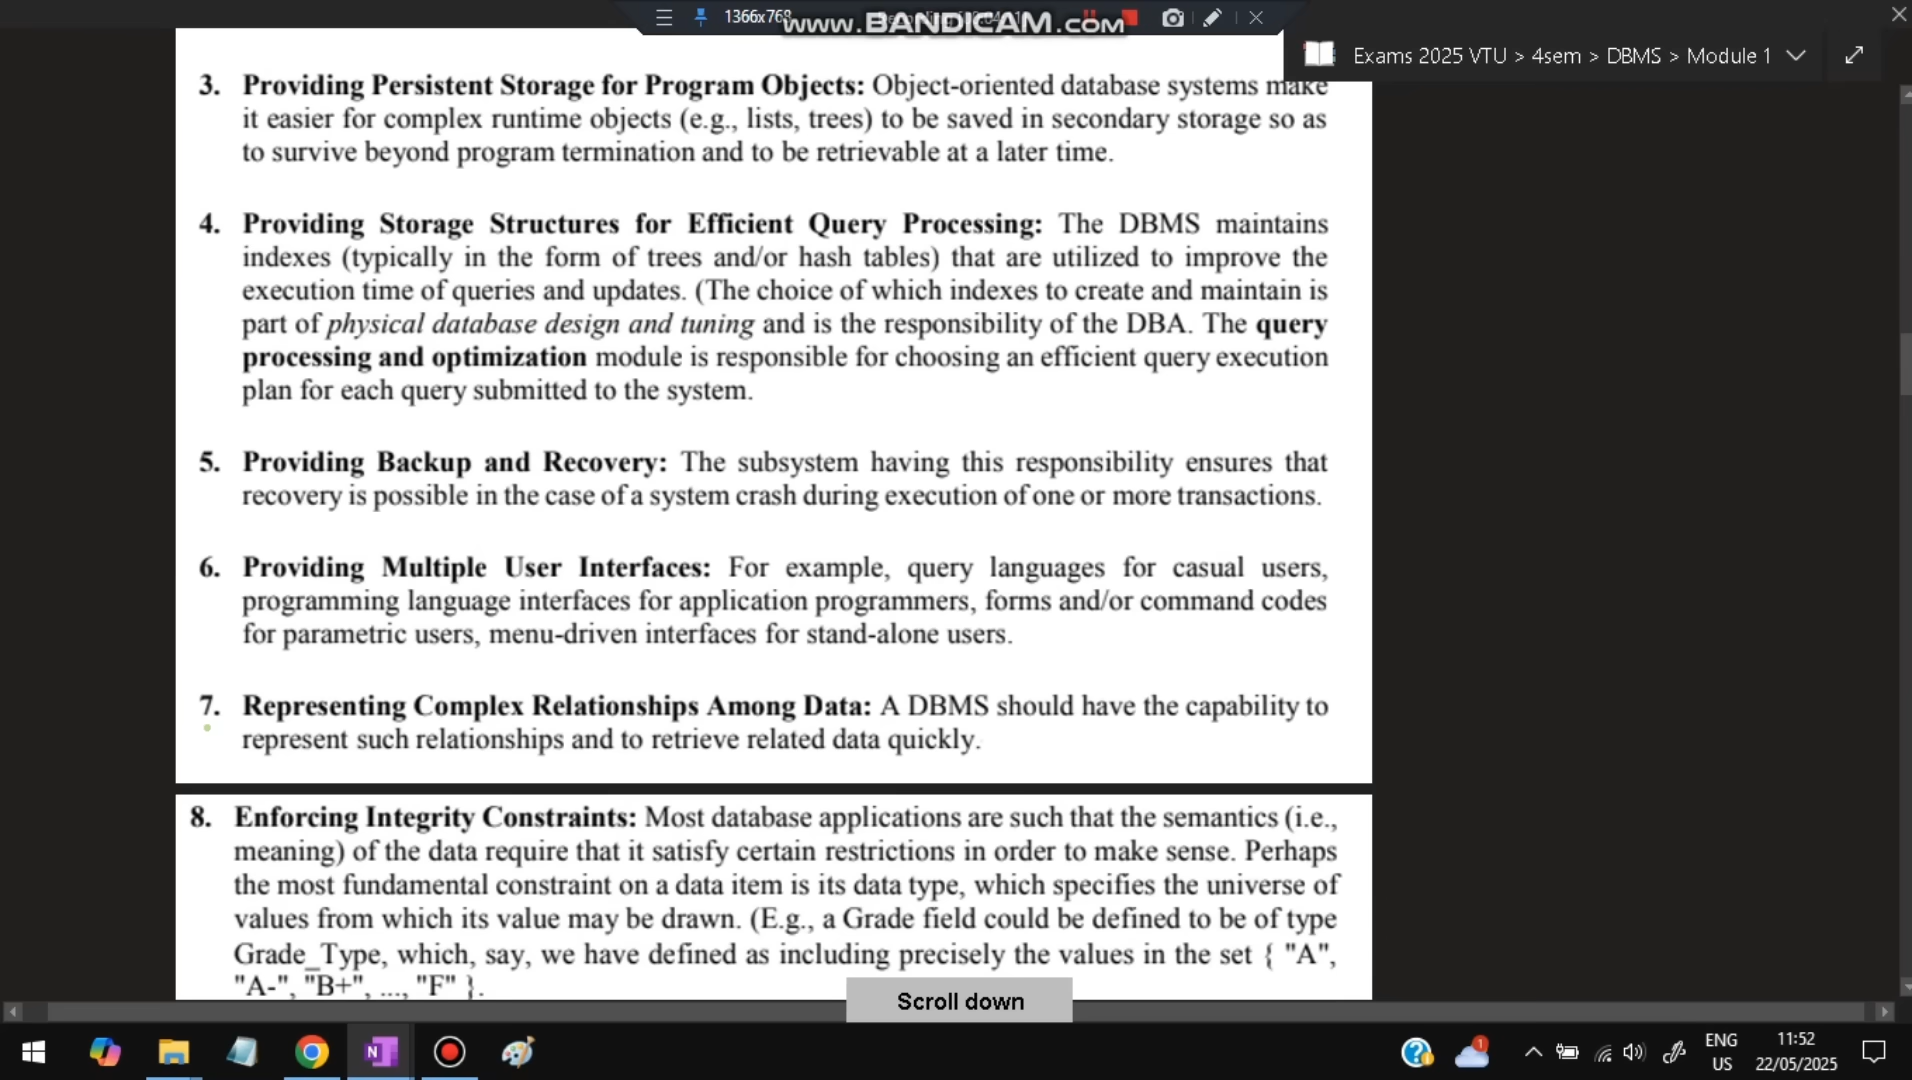 1366x768
www.BANDICAM.com
Exams 2025 VTU > 4sem > DBMS > Module 1
3. Providing Persistent Storage for Program Objects: Object-oriented database systems make
it easier for complex runtime objects (e.g., lists, trees) to be saved in secondary storage so as
to survive beyond program termination and to be retrievable at a later time.
4. Providing Storage Structures for Efficient Query Processing: The DBMS maintains
indexes (typically in the form of trees and/or hash tables) that are utilized to improve the
execution time of queries and updates. (The choice of which indexes to create and maintain is
part of physical database design and tuning and is the responsibility of the DBA. The query
processing and optimization module is responsible for choosing an efficient query execution
plan for each query submitted to the system.
5. Providing Backup and Recovery: The subsystem having this responsibility ensures that
recovery is possible in the case of a system crash during execution of one or more transactions.
6. Providing Multiple User Interfaces: For example, query languages for casual users,
programming language interfaces for application programmers, forms and/or command codes
for parametric users, menu-driven interfaces for stand-alone users.
7. Representing Complex Relationships Among Data: A DBMS should have the capability to
represent such relationships and to retrieve related data quickly.
8. Enforcing Integrity Constraints: Most database applications are such that the semantics (i.e.,
meaning) of the data require that it satisfy certain restrictions in order to make sense. Perhaps
the most fundamental constraint on a data item is its data type, which specifies the universe of
values from which its value may be drawn. (E.g., a Grade field could be defined to be of type
Grade_Type, which, say, we have defined as including precisely the values in the set { "A",
"A-", "B+", ..., "F" }.
Scroll down
N
1
ENG
US
11:52
22/05/2025